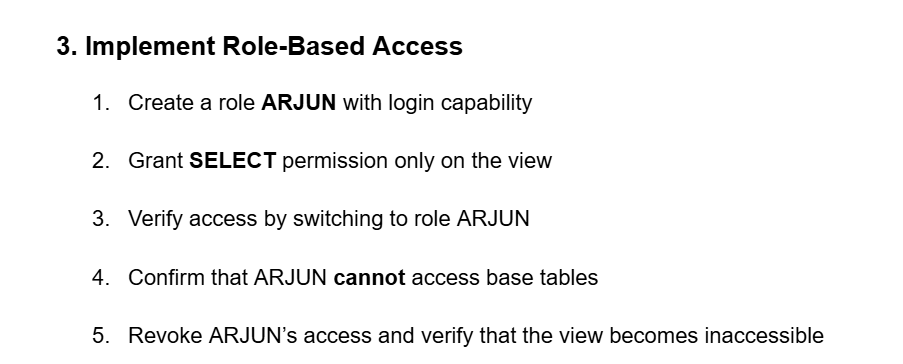 3. Implement Role-Based Access
1. Create a role ARJUN with login capability
2. Grant SELECT permission only on the view
3. Verify access by switching to role ARJUN
4. Confirm that ARJUN cannot access base tables
5. Revoke ARJUN’s access and verify that the view becomes inaccessible